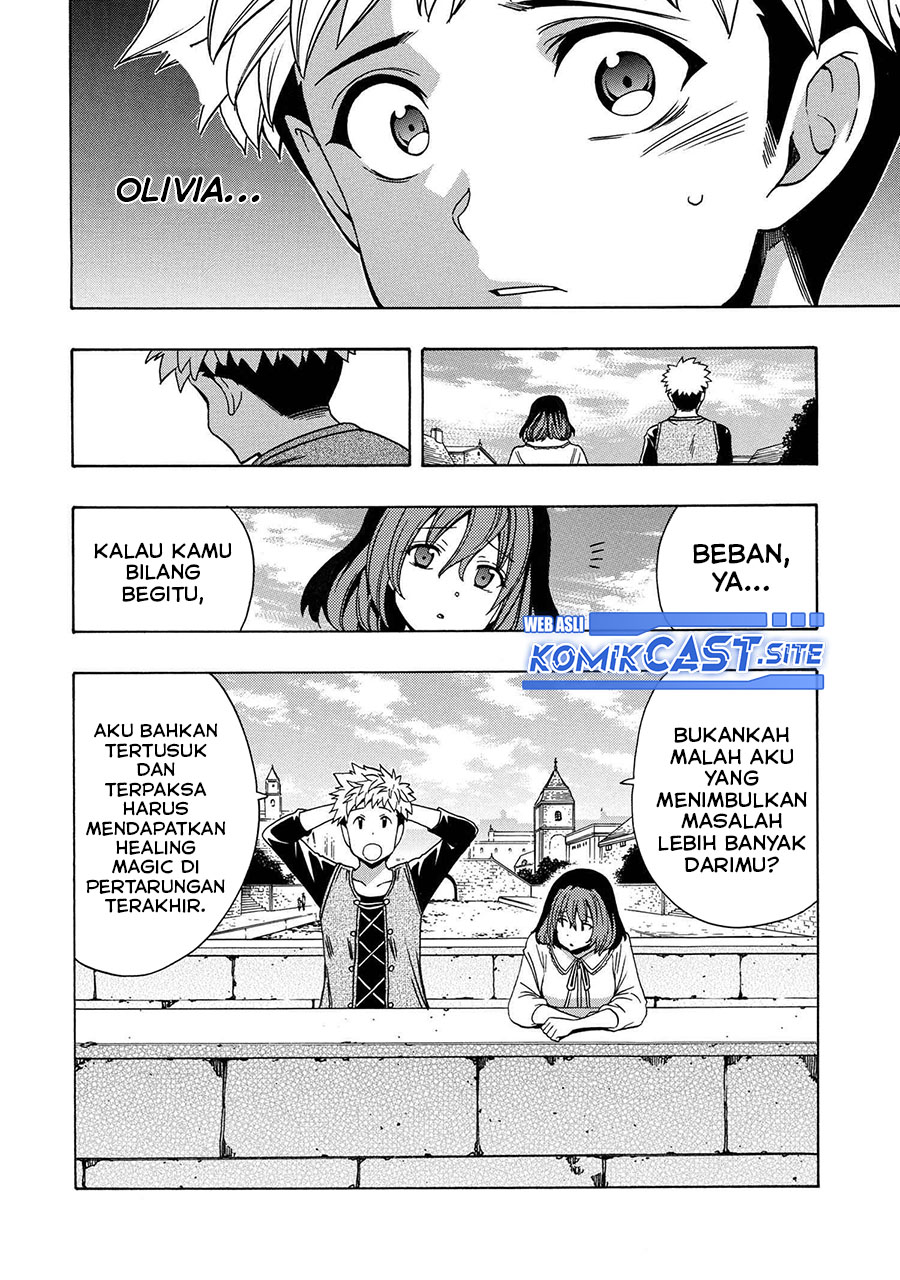 OLIVIA...
BEBAN,
YA...
KALAU KAMU
BILANG
BEGITU,
WEB ASLI
KOMIKCAST.SITE
BUKANKAH
MALAH AKU
YANG
MENIMBULKAN
MASALAH
LEBIH BANYAK
DARIMU?
AKU BAHKAN
TERTUSUK
DAN
TERPAKSA
HARUS
MENDAPATKAN
HEALING
MAGIC DI
PERTARUNGAN
TERAKHIR.